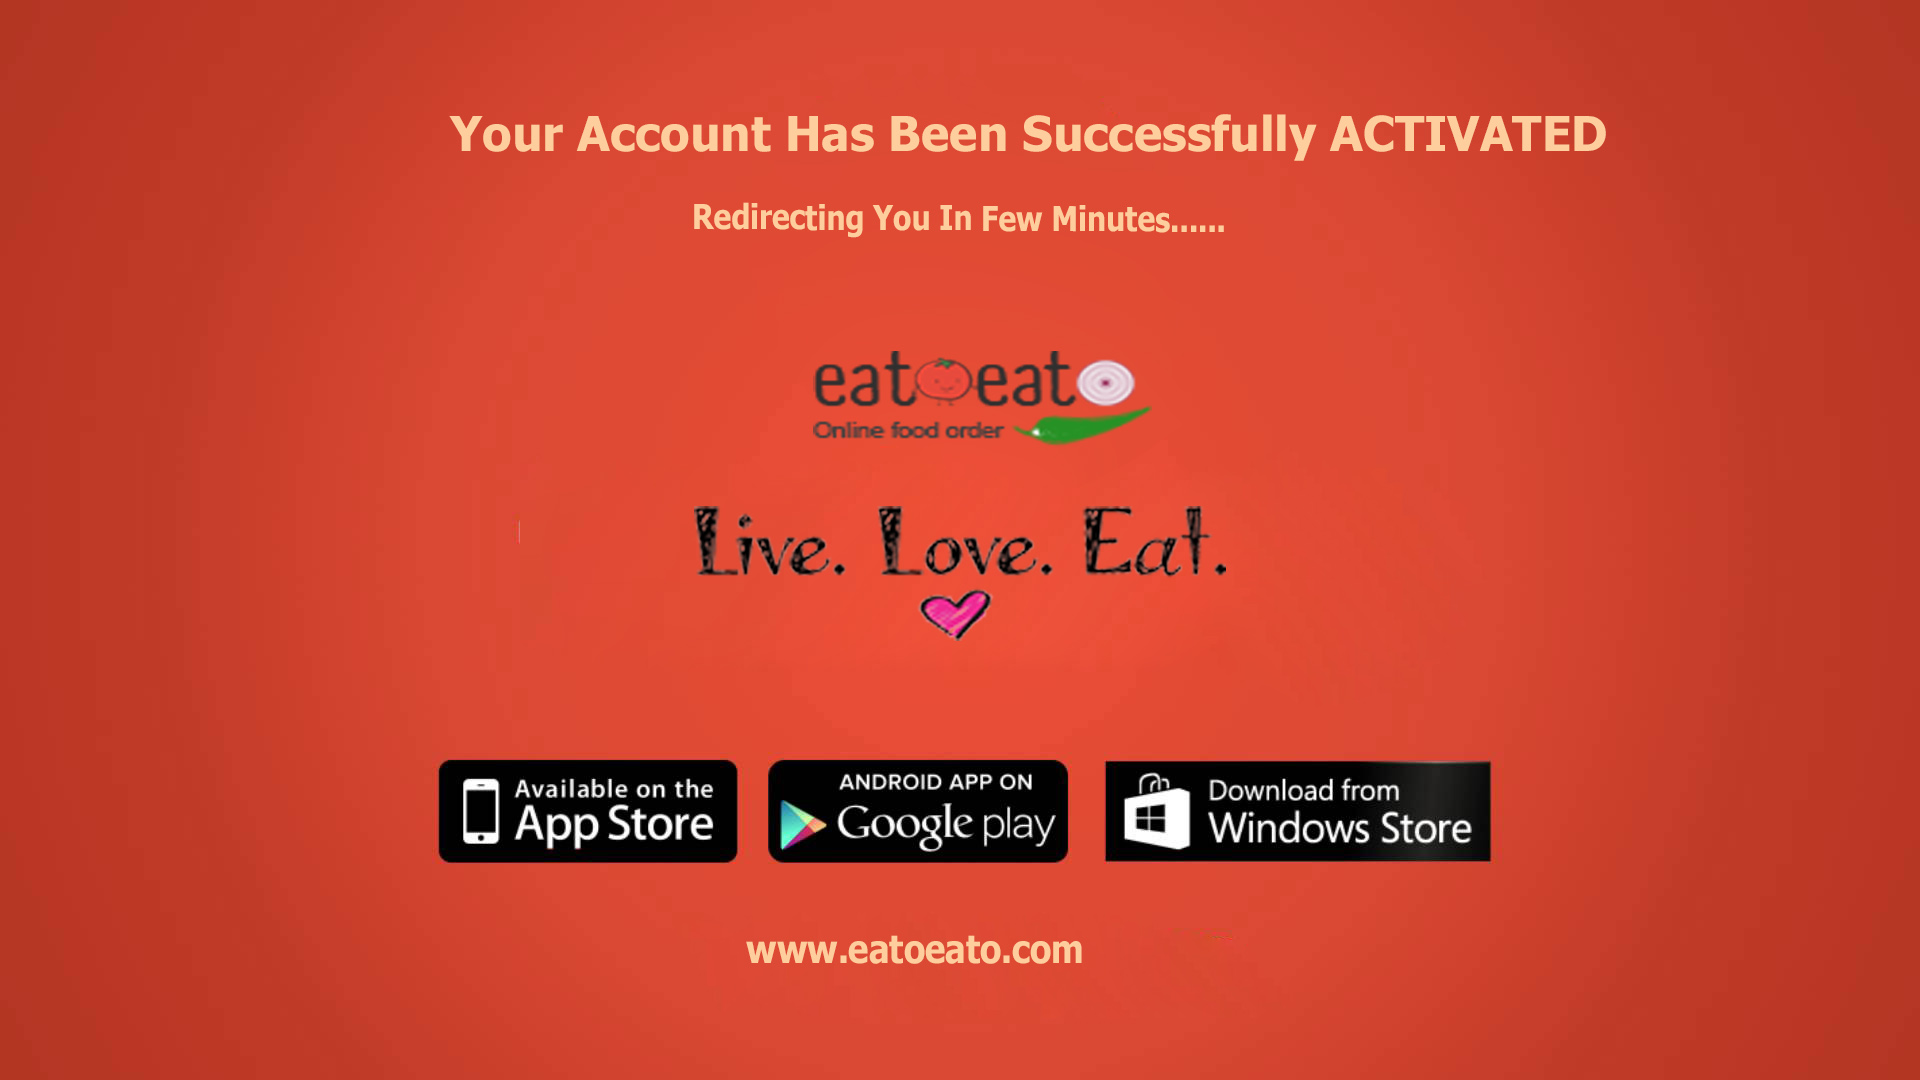 Your Account Has Been Successfully ACTIVATED
Redirecting You In Few Minutes......
eatoeato
Online food order
Live. Love. Eat.
Available on the
App Store
ANDROID APP ON
Google play
Download from
Windows Store
www.eatoeato.com